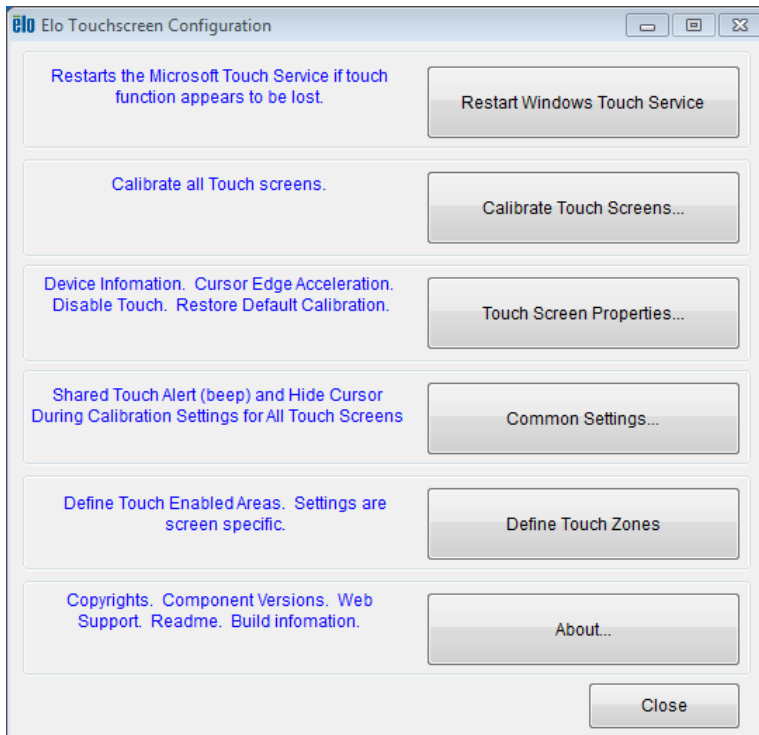 elo Elo Touchscreen Configuration
Restarts the Microsoft Touch Service if touch
function appears to be lost.
Restart Windows Touch Service
Calibrate all Touch screens.
Calibrate Touch Screens...
Device Infomation. Cursor Edge Acceleration.
Disable Touch. Restore Default Calibration.
Touch Screen Properties...
Shared Touch Alert (beep) and Hide Cursor
During Calibration Settings for All Touch Screens
Common Settings...
Define Touch Enabled Areas. Settings are
screen specific.
Define Touch Zones
Copyrights. Component Versions. Web
Support. Readme. Build infomation.
About...
Close